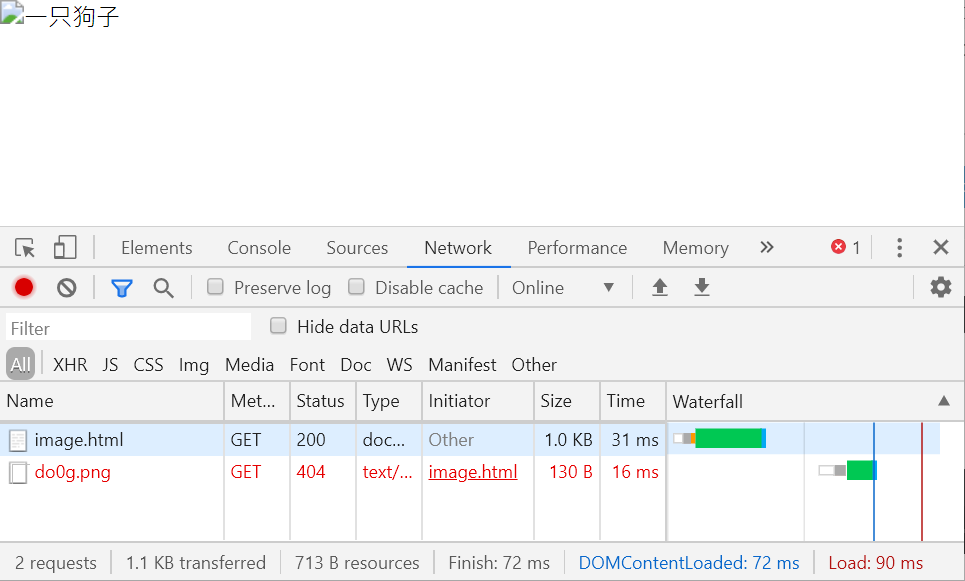 一只狗子
Elements Console Sources Network Performance Memory » 1
Preserve log Disable cache Online
Filter Hide data URLs
All XHR JS CSS Img Media Font Doc WS Manifest Other
Name Met... Status Type Initiator Size Time Waterfall
image.html GET 200 doc... Other 1.0 KB 31 ms
do0g.png GET 404 text/... image.html 130 B 16 ms
2 requests 1.1 KB transferred 713 B resources Finish: 72 ms DOMContentLoaded: 72 ms Load: 90 ms